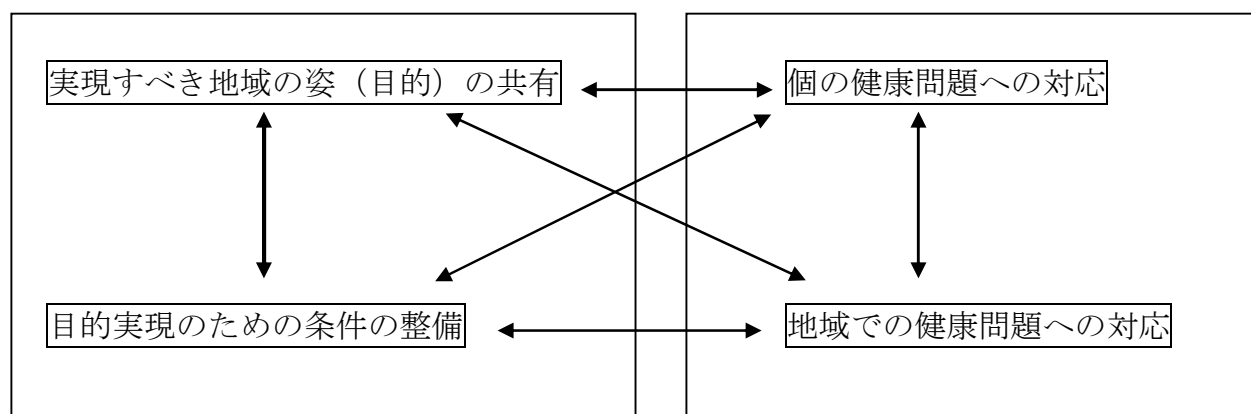 実現すべき地域の姿（目的）の共有
個の健康問題への対応
目的実現のための条件の整備
地域での健康問題への対応